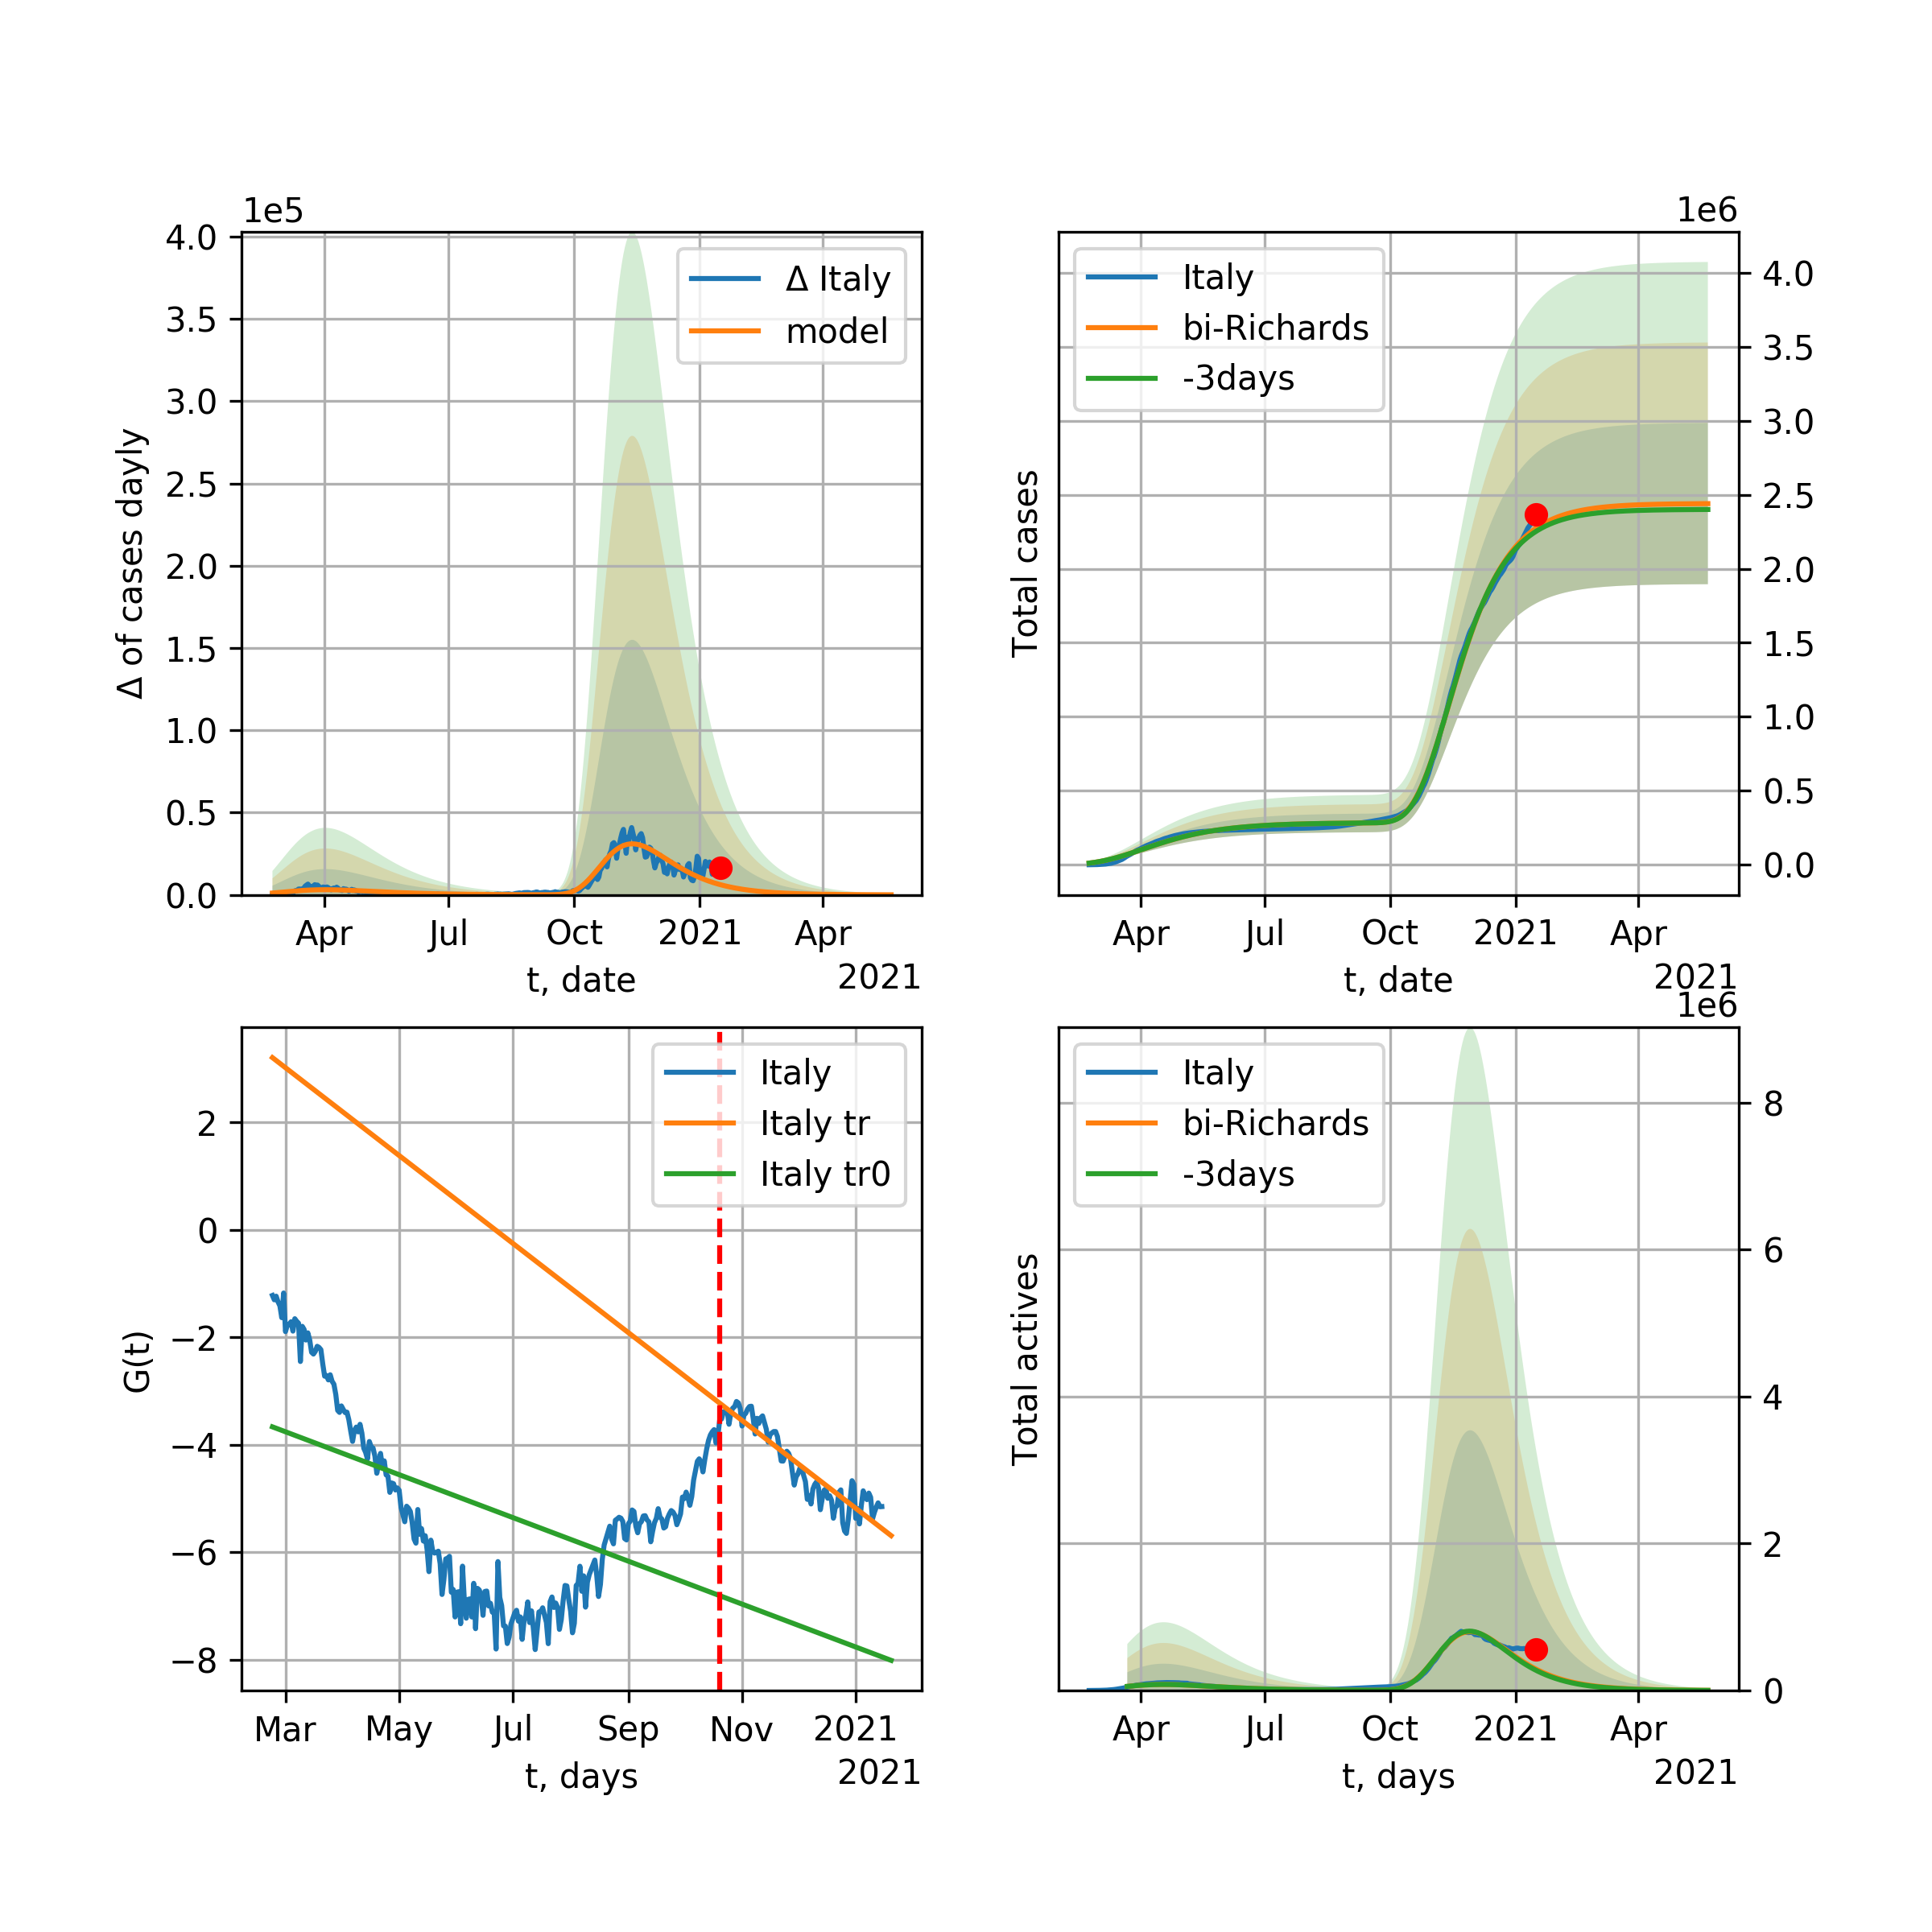 1e5
4.0
3.5
3.0
2.5
2.0
1.5
1.0
0.5
0.0
Δ of cases dayly
Δ Italy
model
Apr Jul Oct 2021 Apr
t, date
2021
1e6
Italy
bi-Richards
-3days
Total cases
4.0
3.5
3.0
2.5
2.0
1.5
1.0
0.5
0.0
Apr Jul Oct 2021 Apr
t, date
2021
2
0
−2
−4
−6
−8
G(t)
Italy
Italy tr
Italy tr0
Mar May Jul Sep Nov 2021
t, days
2021
1e6
Italy
bi-Richards
-3days
Total actives
8
6
4
2
0
Apr Jul Oct 2021 Apr
t, days
2021